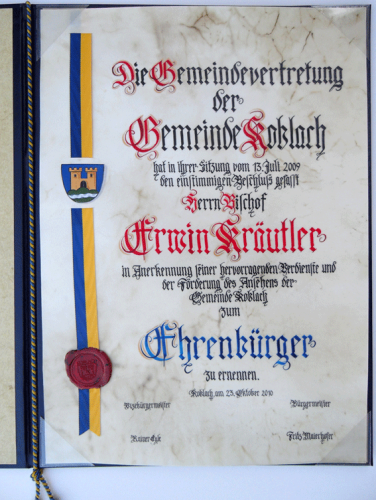 Die Gemeindevertretung
der
Gemeinde Koblach
hat in ihrer Sitzung vom 13. Juli 2009
den einstimmigen Beschluß gefasst
Herrn Bischof
Erwin Kräutler
in Anerkennung seiner hervorragenden Verdienste und
der Förderung des Ansehens der
Gemeinde Koblach
zum
Ehrenbürger
zu ernennen.
Koblach am 23. Oktober 2010
Vizebürgermeister Bürgermeister
Fritz Maierhofer